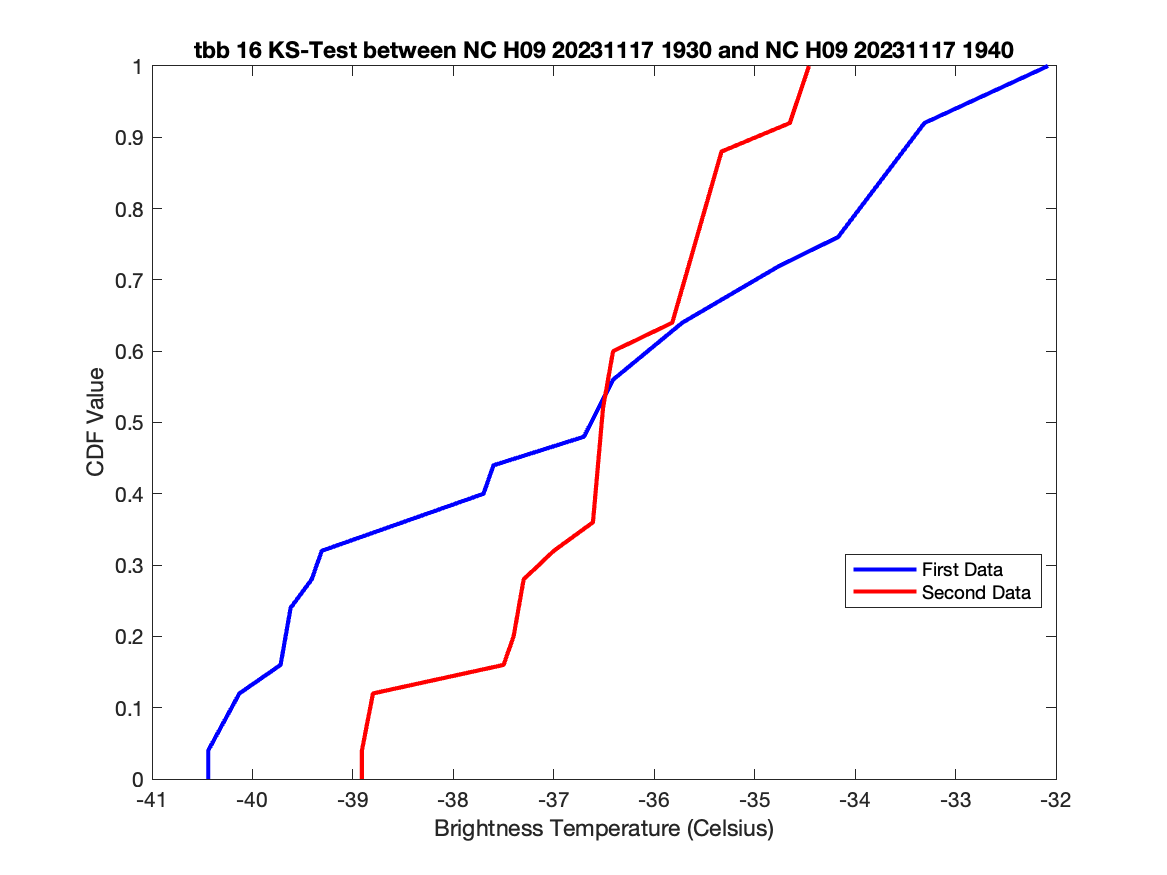 tbb 16 KS-Test between NC H09 20231117 1930 and NC H09 20231117 1940
1
0.9
0.8
0.7
0.6
0.5
0.4
0.3
0.2
0.1
0
CDF Value
First Data
Second Data
-41 -40 -39 -38 -37 -36 -35 -34 -33 -32
Brightness Temperature (Celsius)